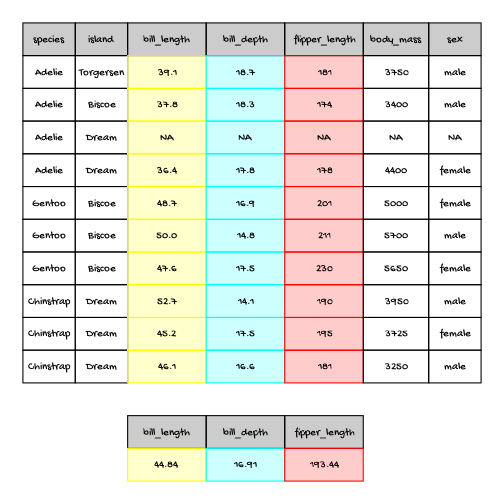 species island bill_length bill_depth flipper_length body_mass sex
Adelie Torgersen 39.1 18.7 181 3750 male
Adelie Biscoe 37.8 18.3 174 3400 male
Adelie Dream NA NA NA NA NA
Adelie Dream 36.4 17.8 178 4400 female
Gentoo Biscoe 48.7 16.9 201 5000 female
Gentoo Biscoe 50.0 14.8 211 5700 male
Gentoo Biscoe 47.6 17.5 230 5650 female
Chinstrap Dream 52.7 14.1 190 3950 male
Chinstrap Dream 45.2 17.5 195 3725 female
Chinstrap Dream 46.1 16.6 181 3250 male
bill_length bill_depth fipper_length
44.84 16.91 193.44